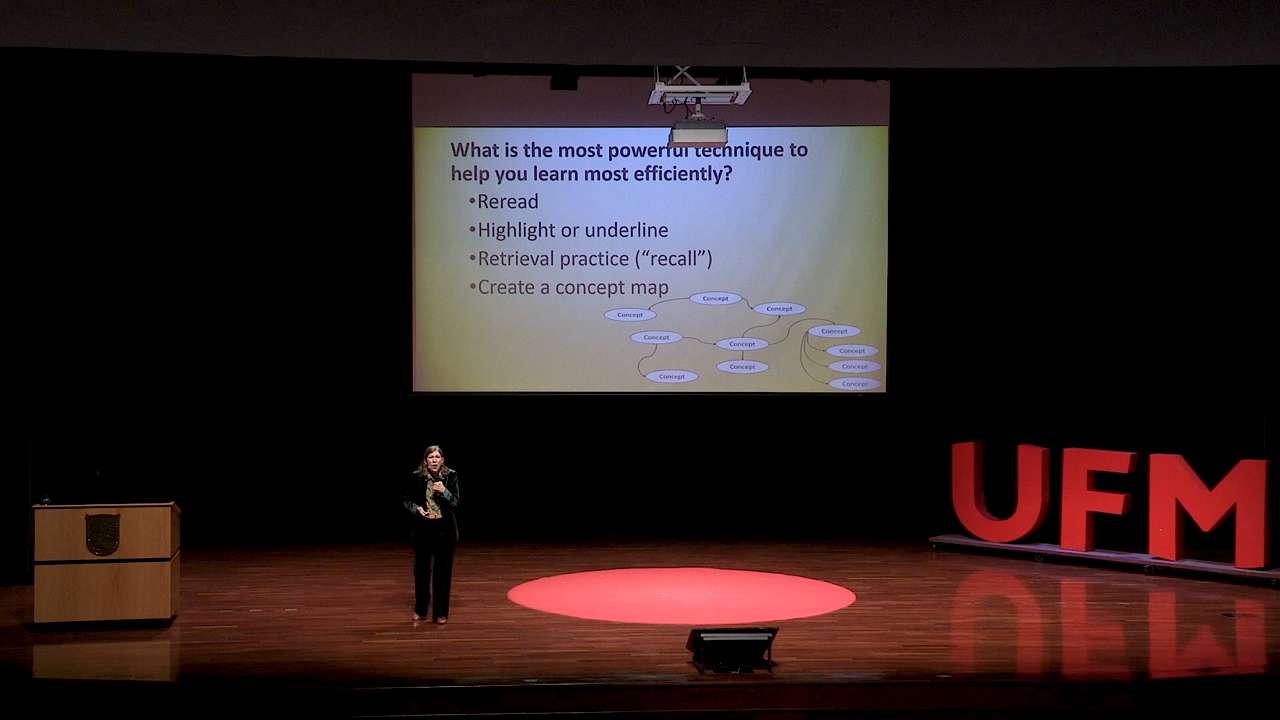 What is the most powerful technique to
help you learn most efficiently?
•Reread
•Highlight or underline
•Retrieval practice (“recall”)
•Create a concept map
Concept
Concept
Concept
Concept
Concept
Concept
Concept
Concept
Concept
Concept
Concept
UFM